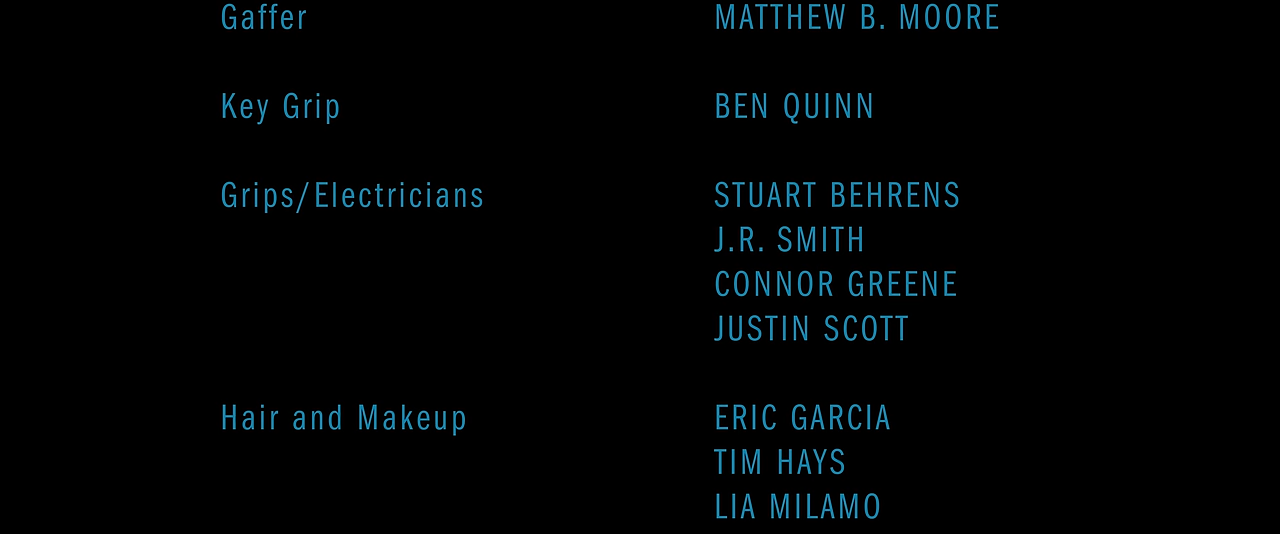 Gaffer MATTHEW B. MOORE
Key Grip BEN QUINN
Grips/Electricians STUART BEHRENS
J.R. SMITH
CONNOR GREENE
JUSTIN SCOTT
Hair and Makeup ERIC GARCIA
TIM HAYS
LIA MILAMO